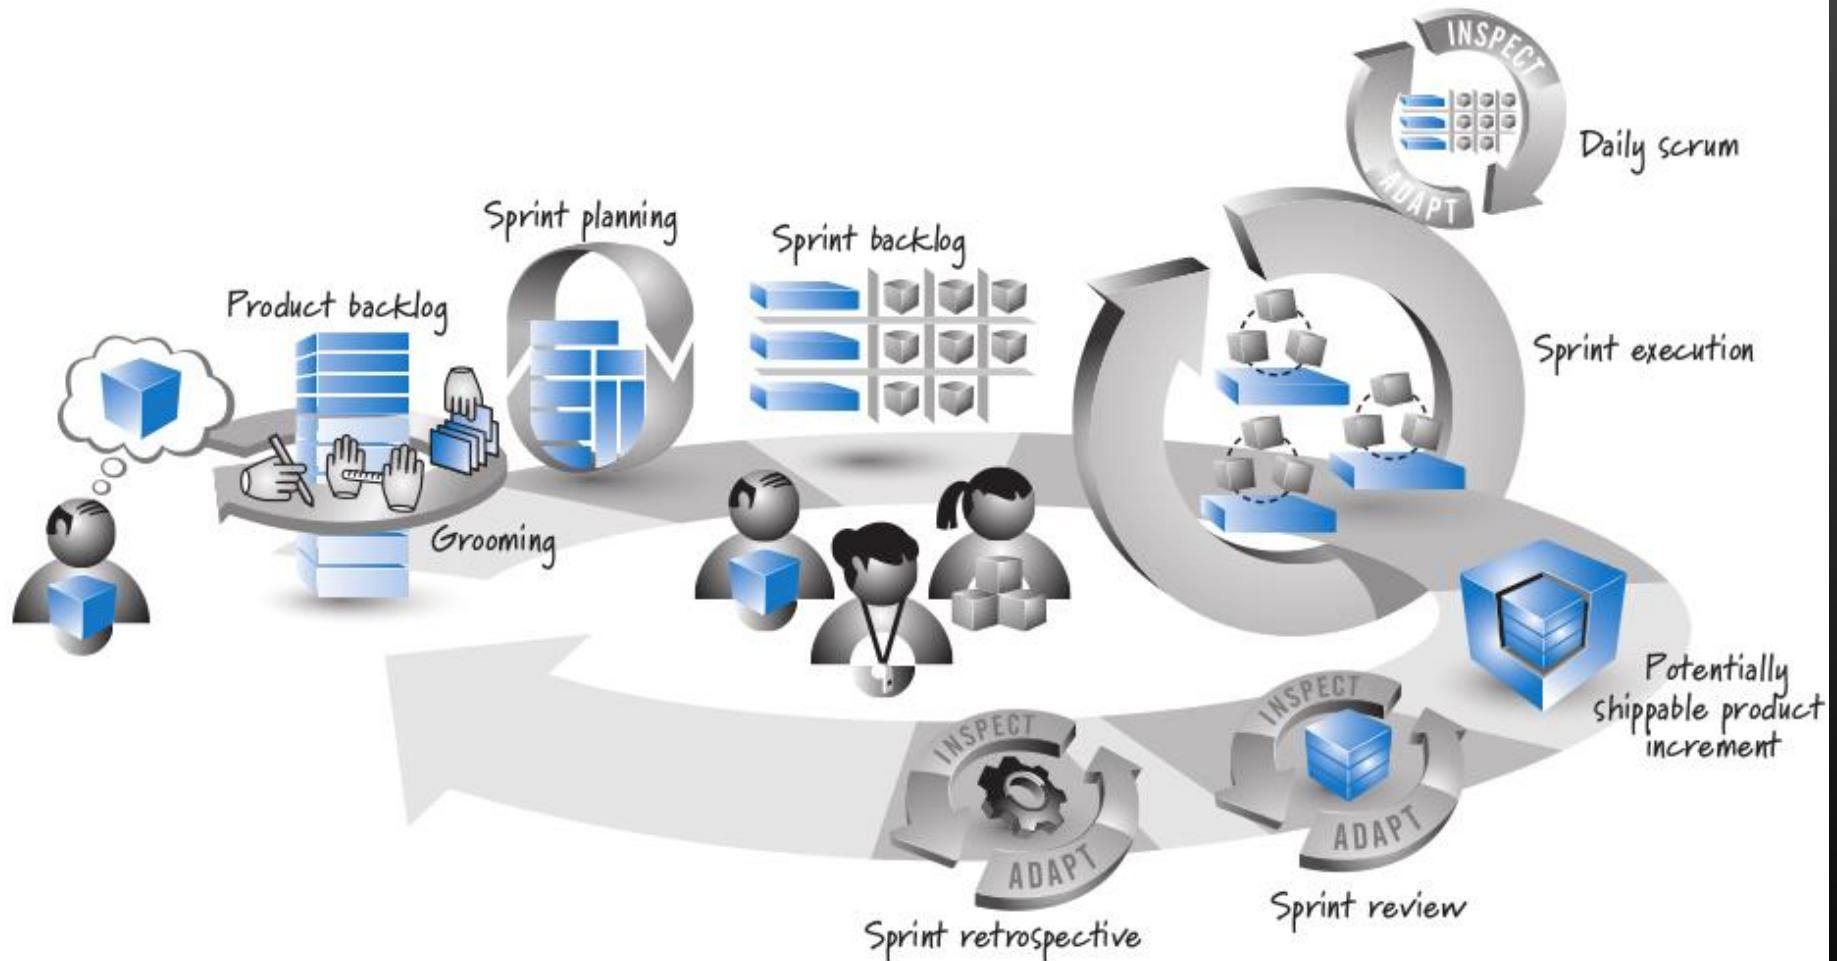 INSPECT
ADAPT
Daily scrum
Sprint planning
Sprint backlog
Product backlog
Sprint execution
Grooming
Potentially
shippable product
increment
INSPECT
ADAPT
Sprint review
INSPECT
ADAPT
Sprint retrospective